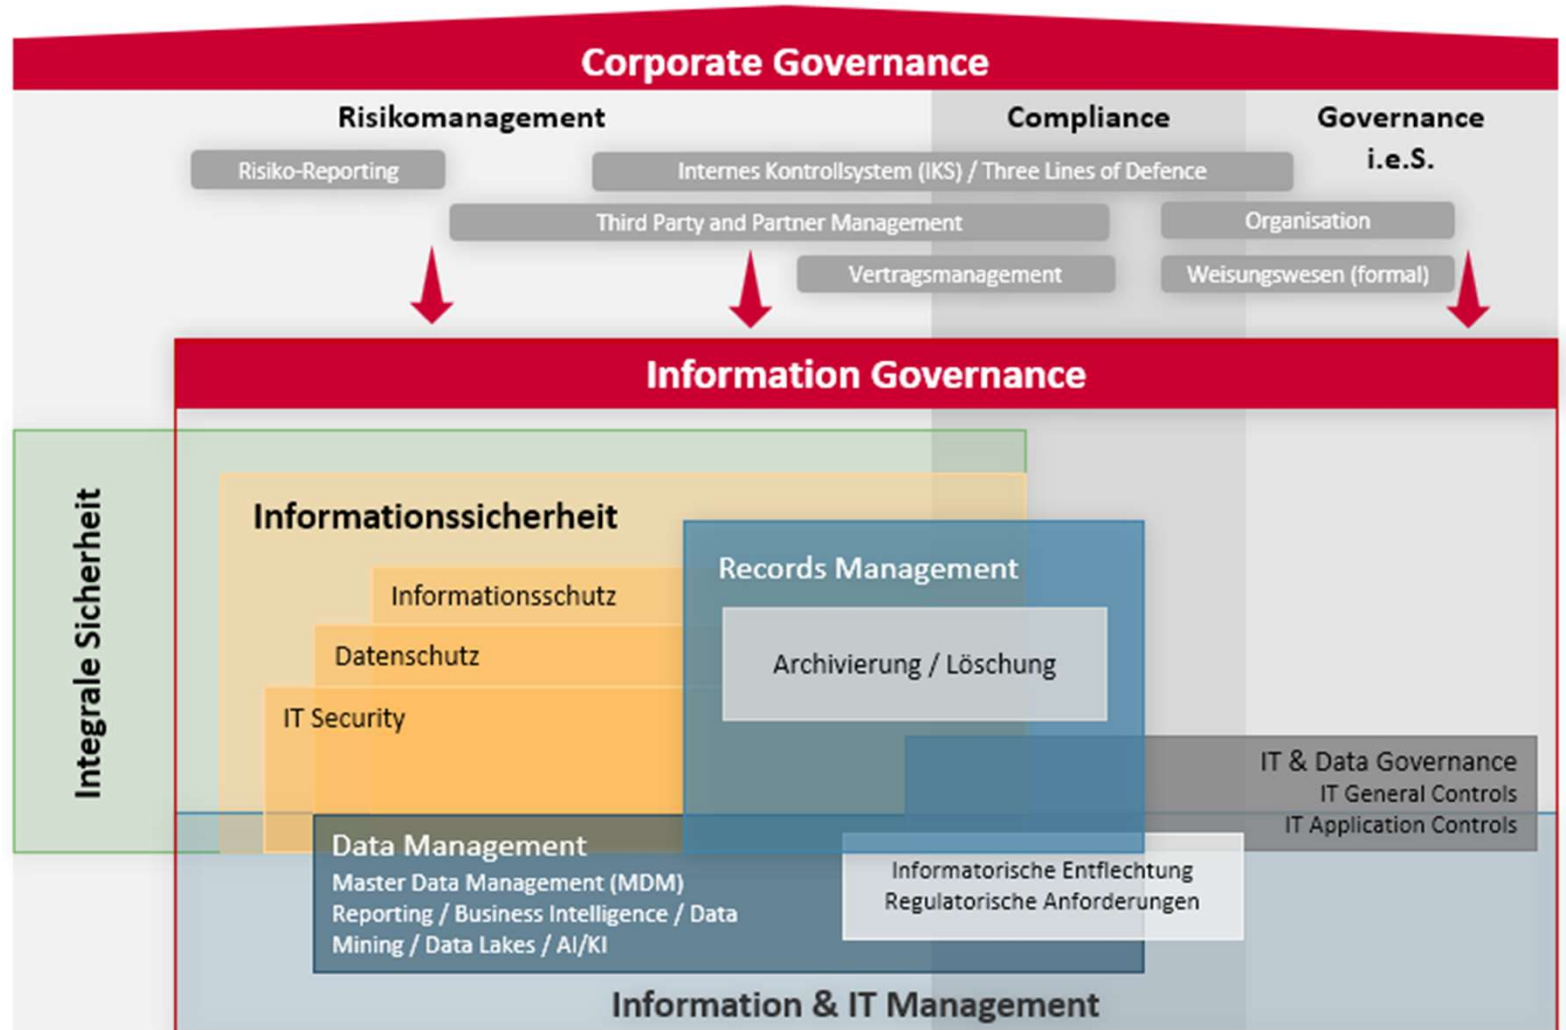 Corporate Governance
Risikomanagement
Compliance
Governance
i.e.S.
Risiko-Reporting
Internes Kontrollsystem (IKS) / Three Lines of Defence
Third Party and Partner Management
Organisation
Vertragsmanagement
Weisungswesen (formal)
Information Governance
Integrale Sicherheit
Informationssicherheit
Informationsschutz
Datenschutz
IT Security
Records Management
Archivierung / Löschung
IT & Data Governance
IT General Controls
IT Application Controls
Data Management
Master Data Management (MDM)
Reporting / Business Intelligence / Data
Mining / Data Lakes / AI/KI
Informatorische Entflechtung
Regulatorische Anforderungen
Information & IT Management